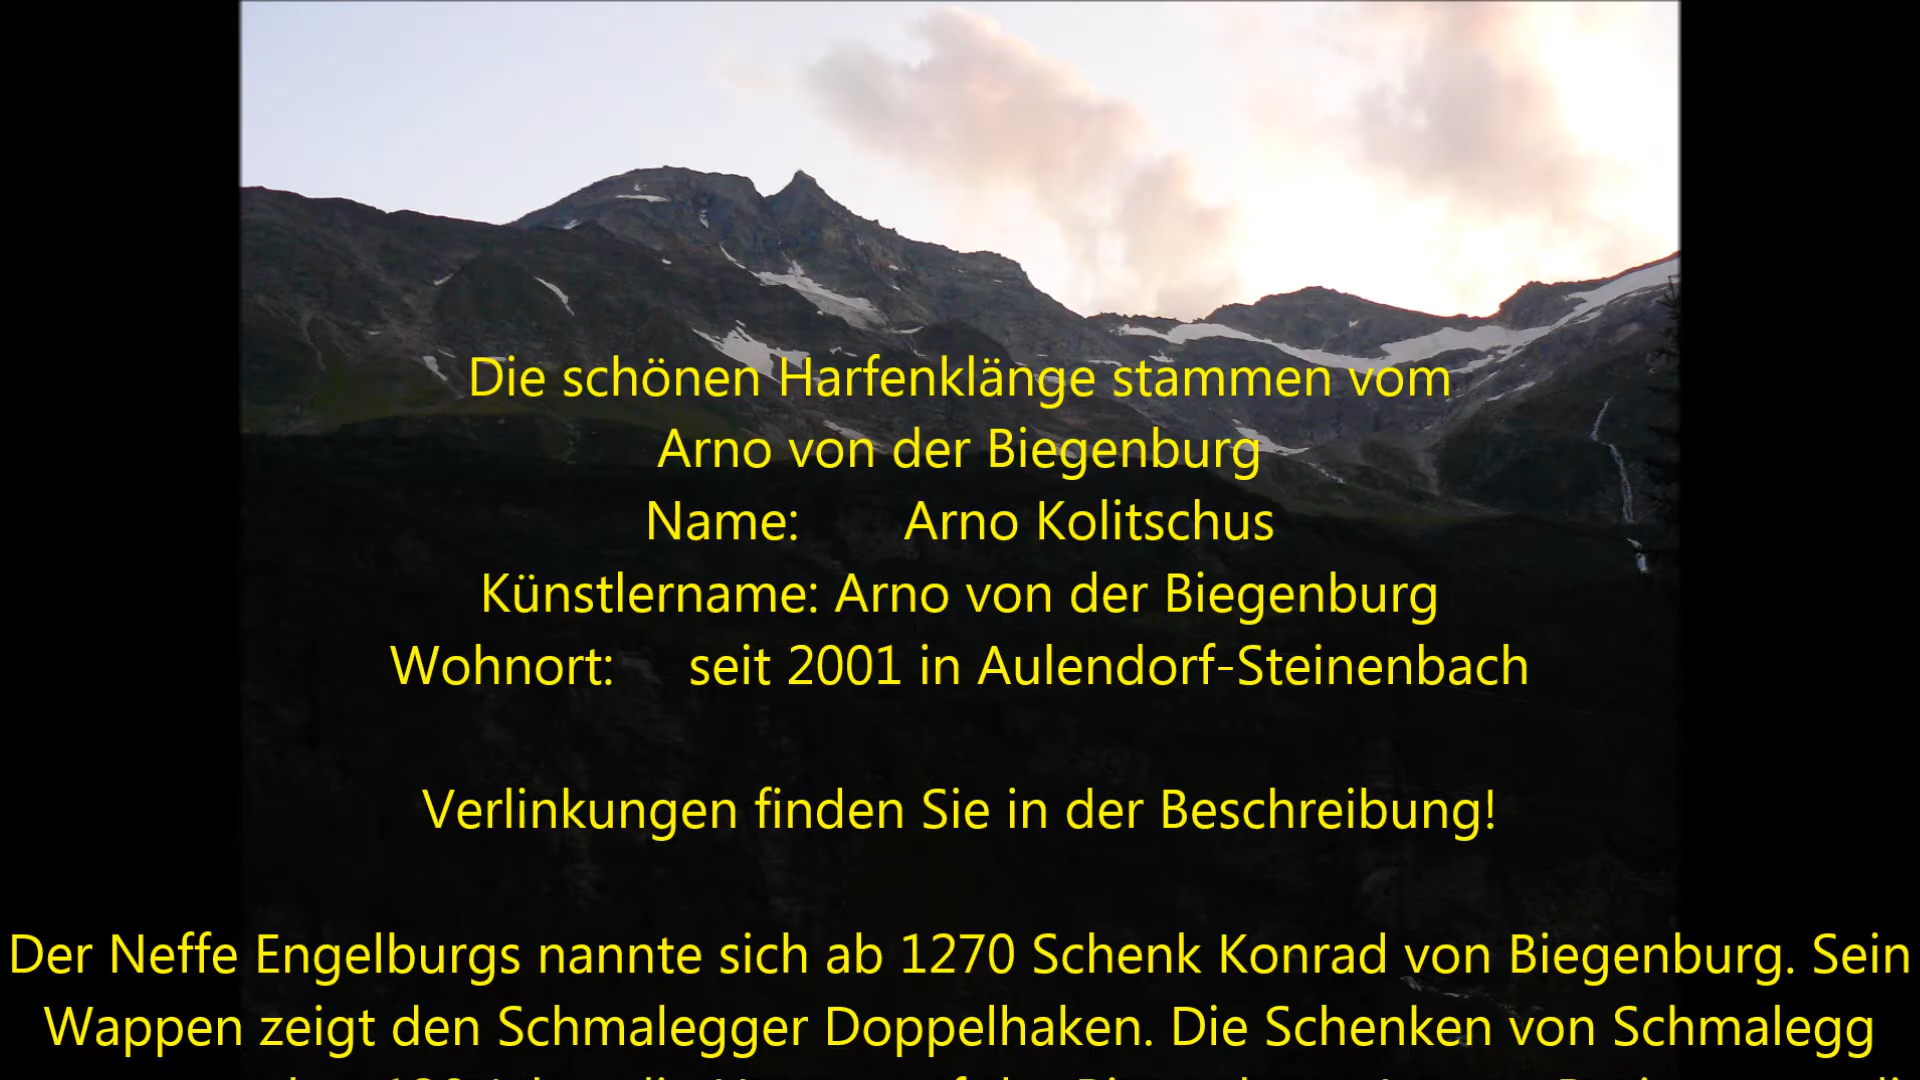 Die schönen Harfenklänge stammen vom
Arno von der Biegenburg
Name: Arno Kolitschus
Künstlername: Arno von der Biegenburg
Wohnort: seit 2001 in Aulendorf-Steinenbach
Verlinkungen finden Sie in der Beschreibung!
Der Neffe Engelburgs nannte sich ab 1270 Schenk Konrad von Biegenburg. Sein
Wappen zeigt den Schmalegger Doppelhaken. Die Schenken von Schmalegg